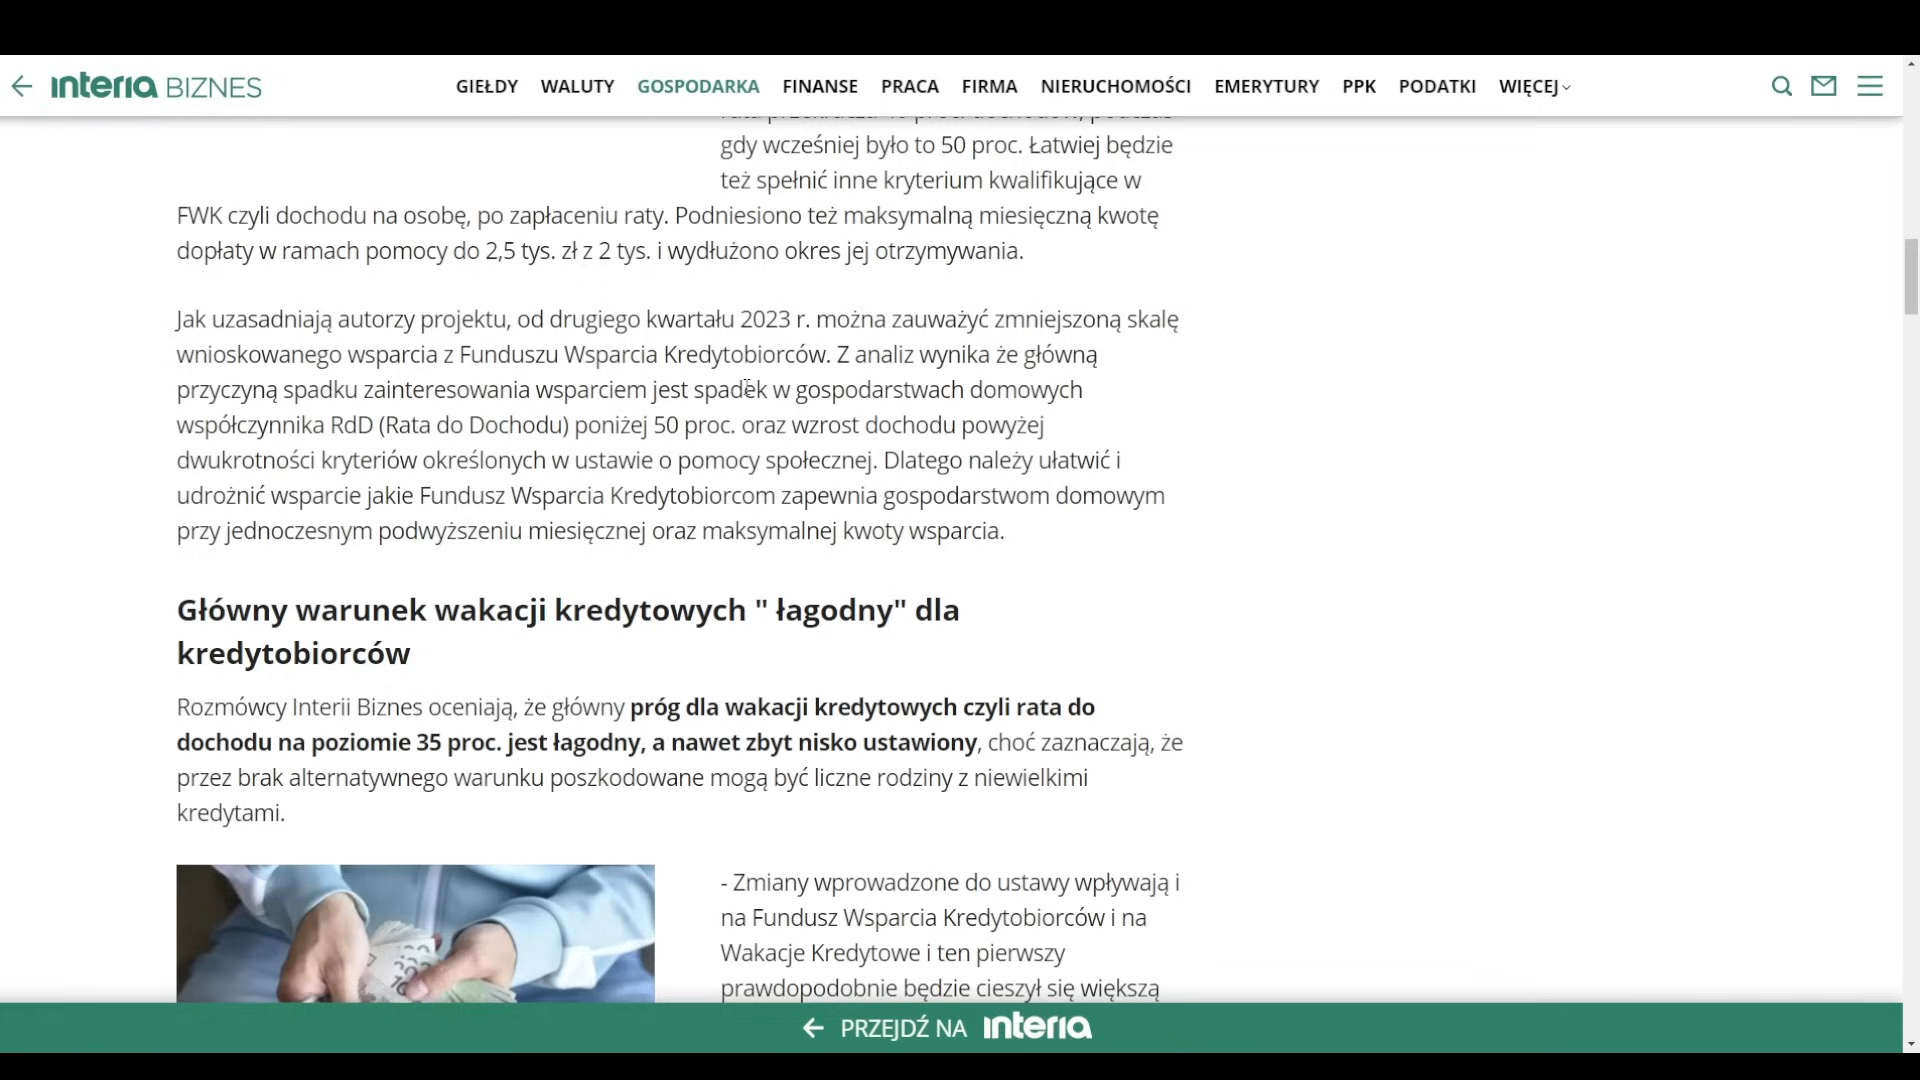 interia BIZNES
GIEŁDY WALUTY GOSPODARKA FINANSE PRACA FIRMA NIERUCHOMOŚCI EMERYTURY PPK PODATKI WIĘCEJ
gdy wcześniej było to 50 proc. Łatwiej będzie
też spełnić inne kryterium kwalifikujące w
FWK czyli dochodu na osobę, po zapłaceniu raty. Podniesiono też maksymalną miesięczną kwotę
dopłaty w ramach pomocy do 2,5 tys. zł z 2 tys. i wydłużono okres jej otrzymywania.
Jak uzasadniają autorzy projektu, od drugiego kwartału 2023 r. można zauważyć zmniejszoną skalę
wnioskowanego wsparcia z Funduszu Wsparcia Kredytobiorców. Z analiz wynika że główną
przyczyną spadku zainteresowania wsparciem jest spadek w gospodarstwach domowych
współczynnika RdD (Rata do Dochodu) poniżej 50 proc. oraz wzrost dochodu powyżej
dwukrotności kryteriów określonych w ustawie o pomocy społecznej. Dlatego należy ułatwić i
udrożnić wsparcie jakie Fundusz Wsparcia Kredytobiorcom zapewnia gospodarstwom domowym
przy jednoczesnym podwyższeniu miesięcznej oraz maksymalnej kwoty wsparcia.
Główny warunek wakacji kredytowych " łagodny" dla
kredytobiorców
Rozmówcy Interii Biznes oceniają, że główny próg dla wakacji kredytowych czyli rata do
dochodu na poziomie 35 proc. jest łagodny, a nawet zbyt nisko ustawiony, choć zaznaczają, że
przez brak alternatywnego warunku poszkodowane mogą być liczne rodziny z niewielkimi
kredytami.
- Zmiany wprowadzone do ustawy wpływają i
na Fundusz Wsparcia Kredytobiorców i na
Wakacje Kredytowe i ten pierwszy
prawdopodobnie będzie cieszył się większą
PRZEJDŹ NA interia